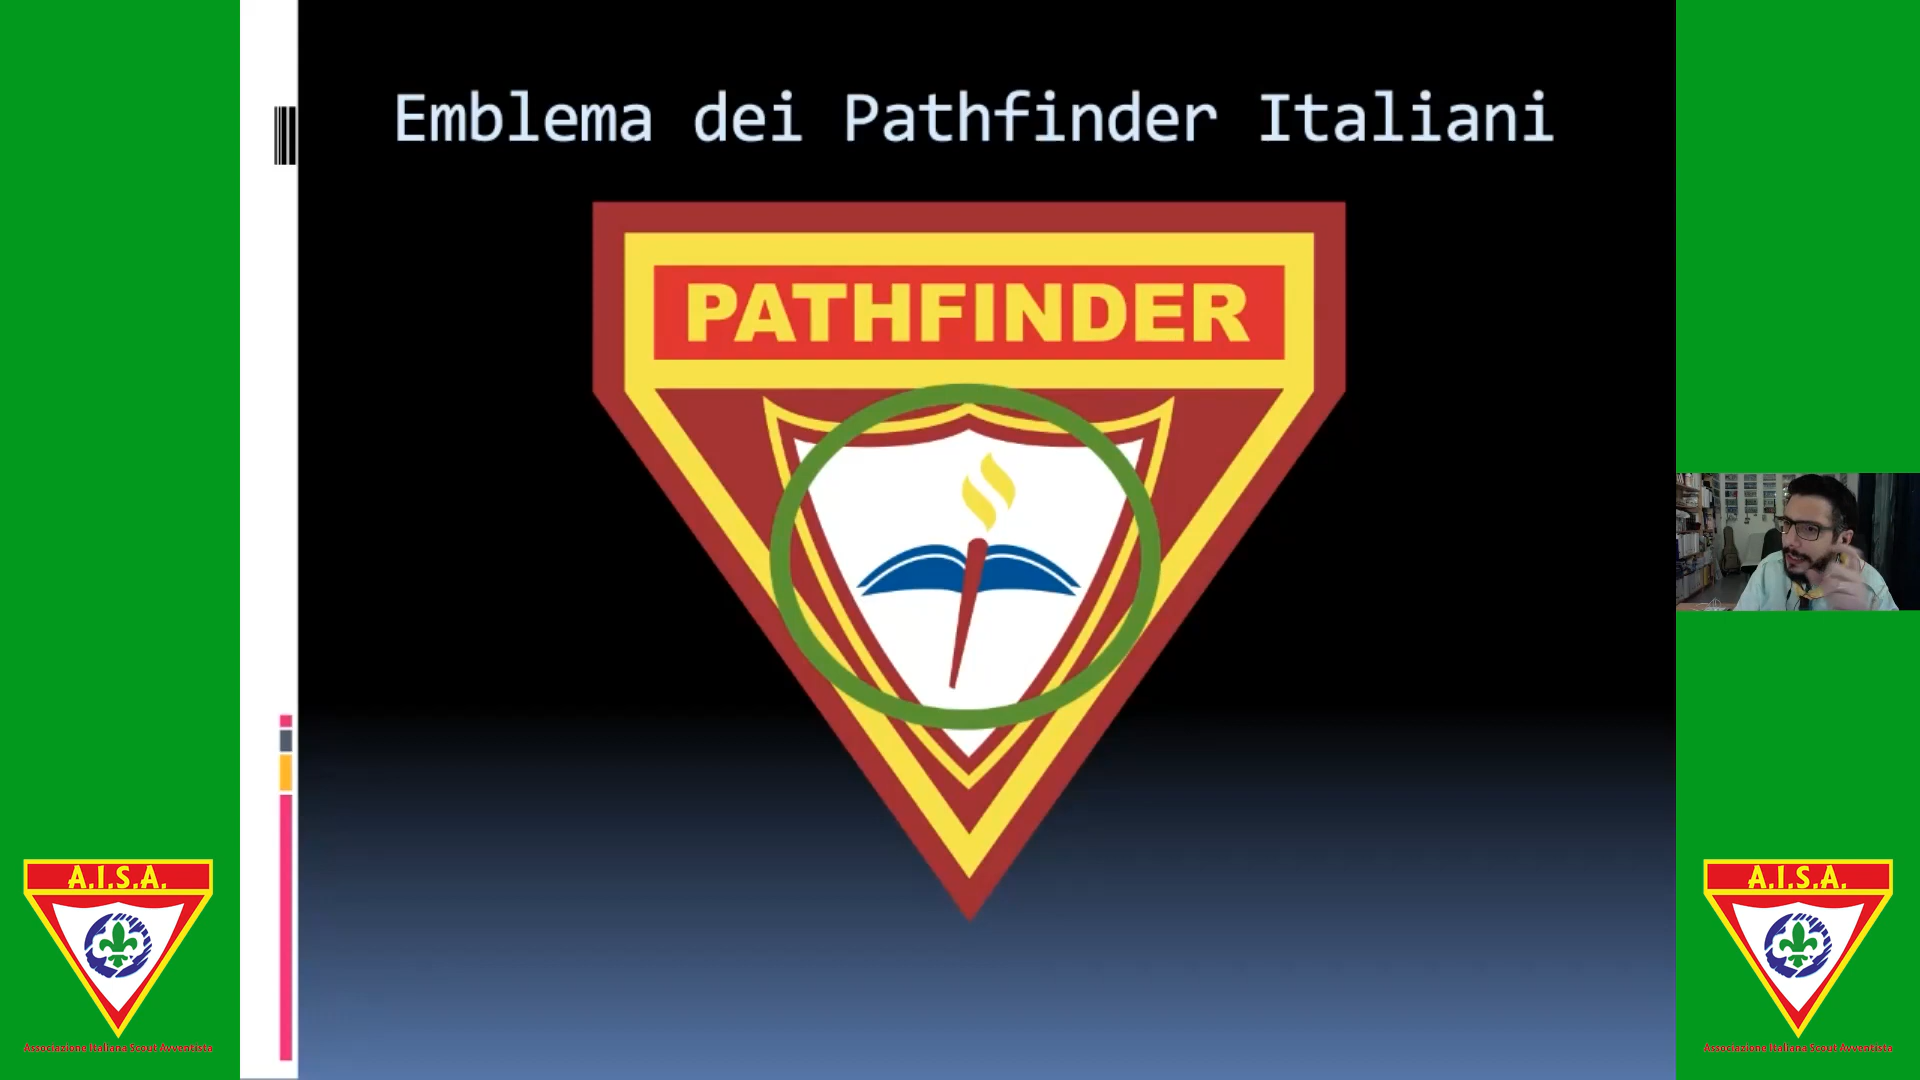 Emblema dei Pathfinder Italiani
PATHFINDER
A.I.S.A.
Associazione Italiana Scout Avventista
A.I.S.A.
Associazione Italiana Scout Avventista